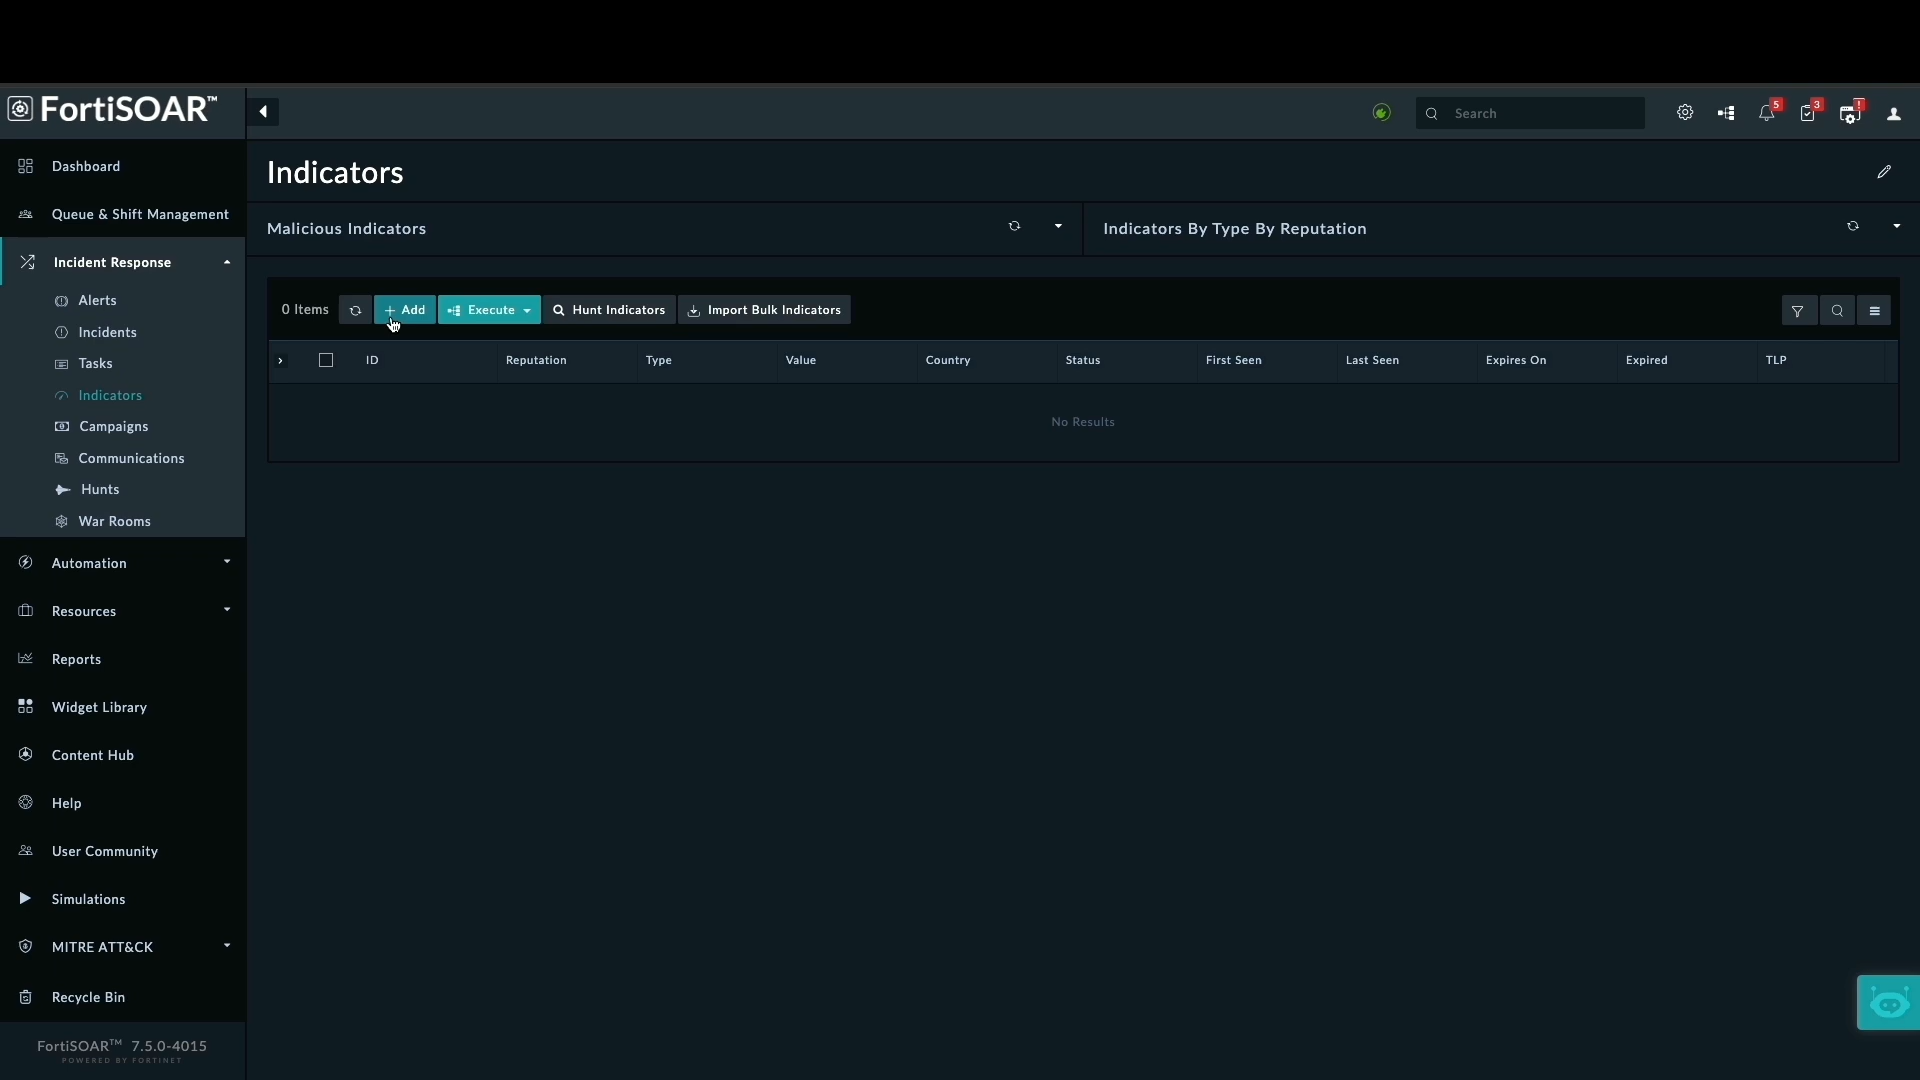 FortiSOAR™
Search
5
3
!
Dashboard
Queue & Shift Management
Incident Response
Alerts
Incidents
Tasks
Indicators
Campaigns
Communications
Hunts
War Rooms
Automation
Resources
Reports
Widget Library
Content Hub
Help
User Community
Simulations
MITRE ATT&CK
Recycle Bin
FortiSOAR™ 7.5.0-4015
POWERED BY FORTINET
Indicators
Malicious Indicators
Indicators By Type By Reputation
0 Items + Add Execute Hunt Indicators Import Bulk Indicators
ID Reputation Type Value Country Status First Seen Last Seen Expires On Expired TLP
No Results